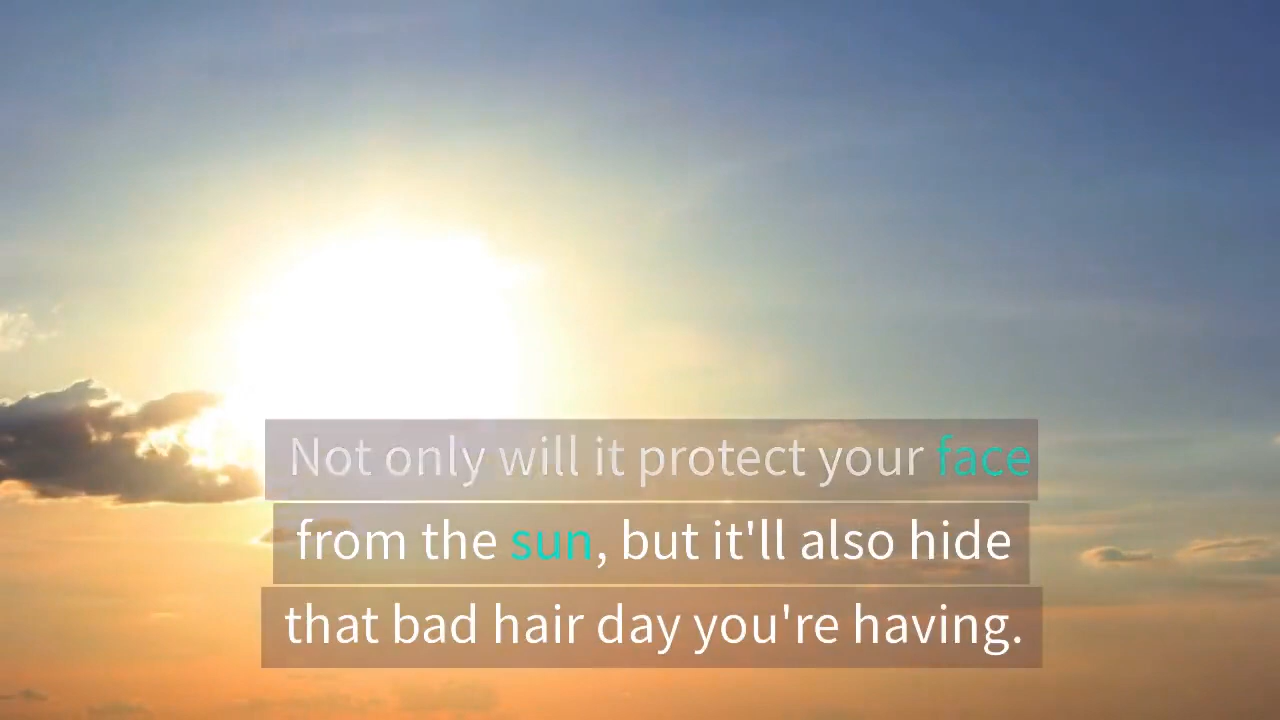 Not only will it protect your face
from the sun, but it'll also hide
that bad hair day you're having.